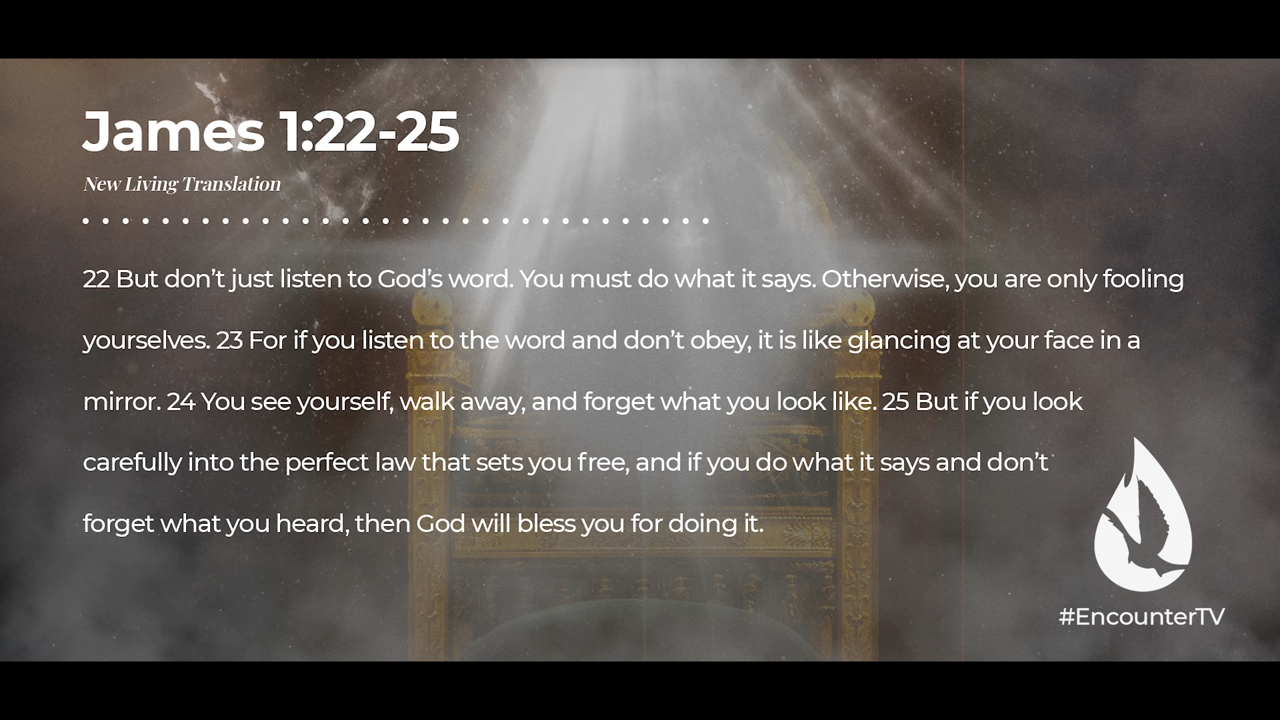 James 1:22-25
New Living Translation
22 But don’t just listen to God’s word. You must do what it says. Otherwise, you are only fooling
yourselves. 23 For if you listen to the word and don’t obey, it is like glancing at your face in a
mirror. 24 You see yourself, walk away, and forget what you look like. 25 But if you look
carefully into the perfect law that sets you free, and if you do what it says and don’t
forget what you heard, then God will bless you for doing it.
#EncounterTV